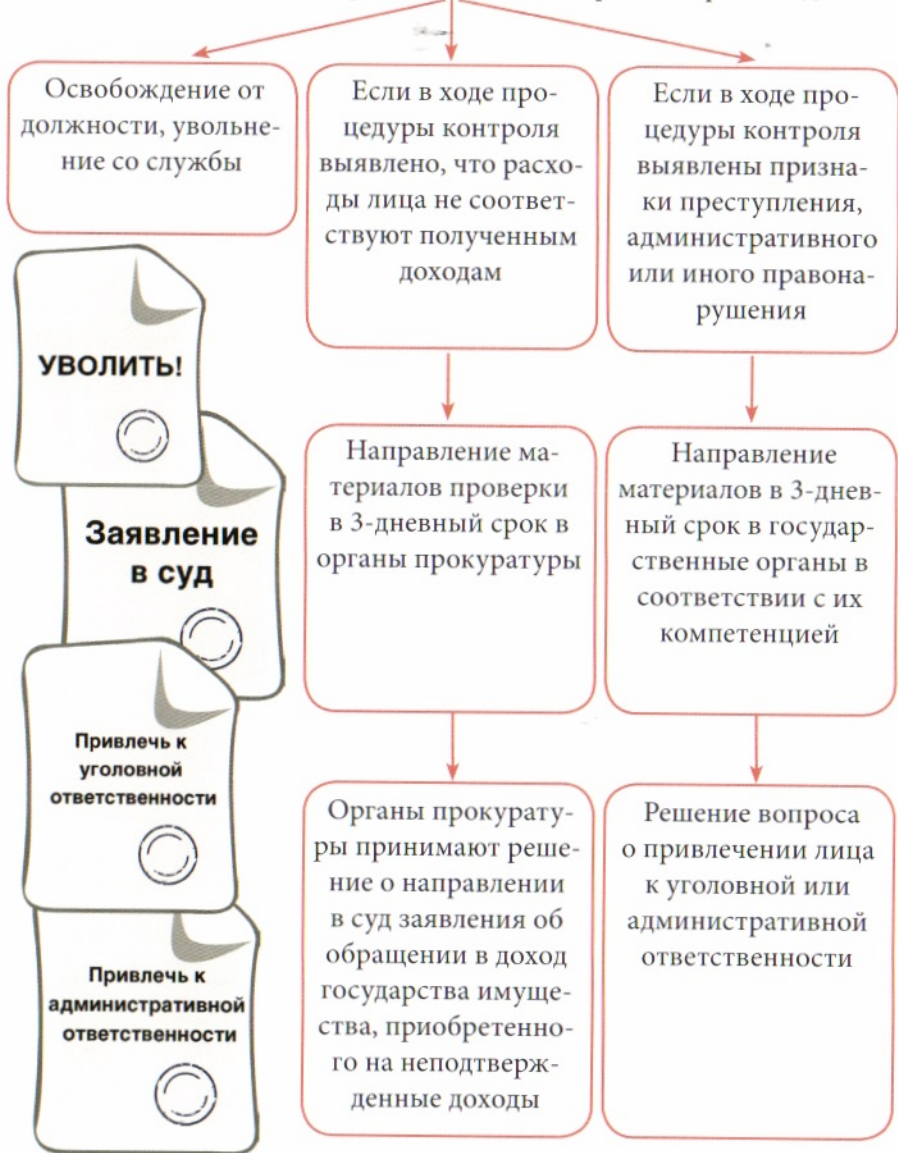 Освобождение от
должности, увольне-
ние со службы
Если в ходе про-
цедуры контроля
выявлено, что расхо-
ды лица не соответ-
ствуют полученным
доходам
Если в ходе про-
цедуры контроля
выявлены призна-
ки преступления,
административного
или иного правона-
рушения
УВОЛИТЬ!
Заявление
в суд
Привлечь к
уголовной
ответственности
Привлечь к
административной
ответственности
Направление ма-
териалов проверки
в 3-дневный срок в
органы прокуратуры
Направление
материалов в 3-днев-
ный срок в государ-
ственные органы в
соответствии с их
компетенцией
Органы прокурату-
ры принимают реше-
ние о направлении
в суд заявления об
обращении в доход
государства имуще-
ства, приобретенно-
го на неподтверж-
денные доходы
Решение вопроса
о привлечении лица
к уголовной или
административной
ответственности